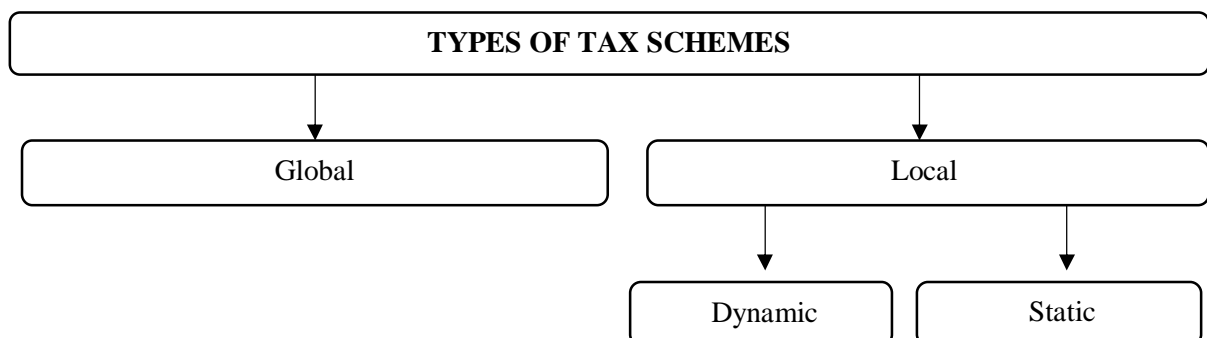 TYPES OF TAX SCHEMES
Global
Local
Dynamic
Static